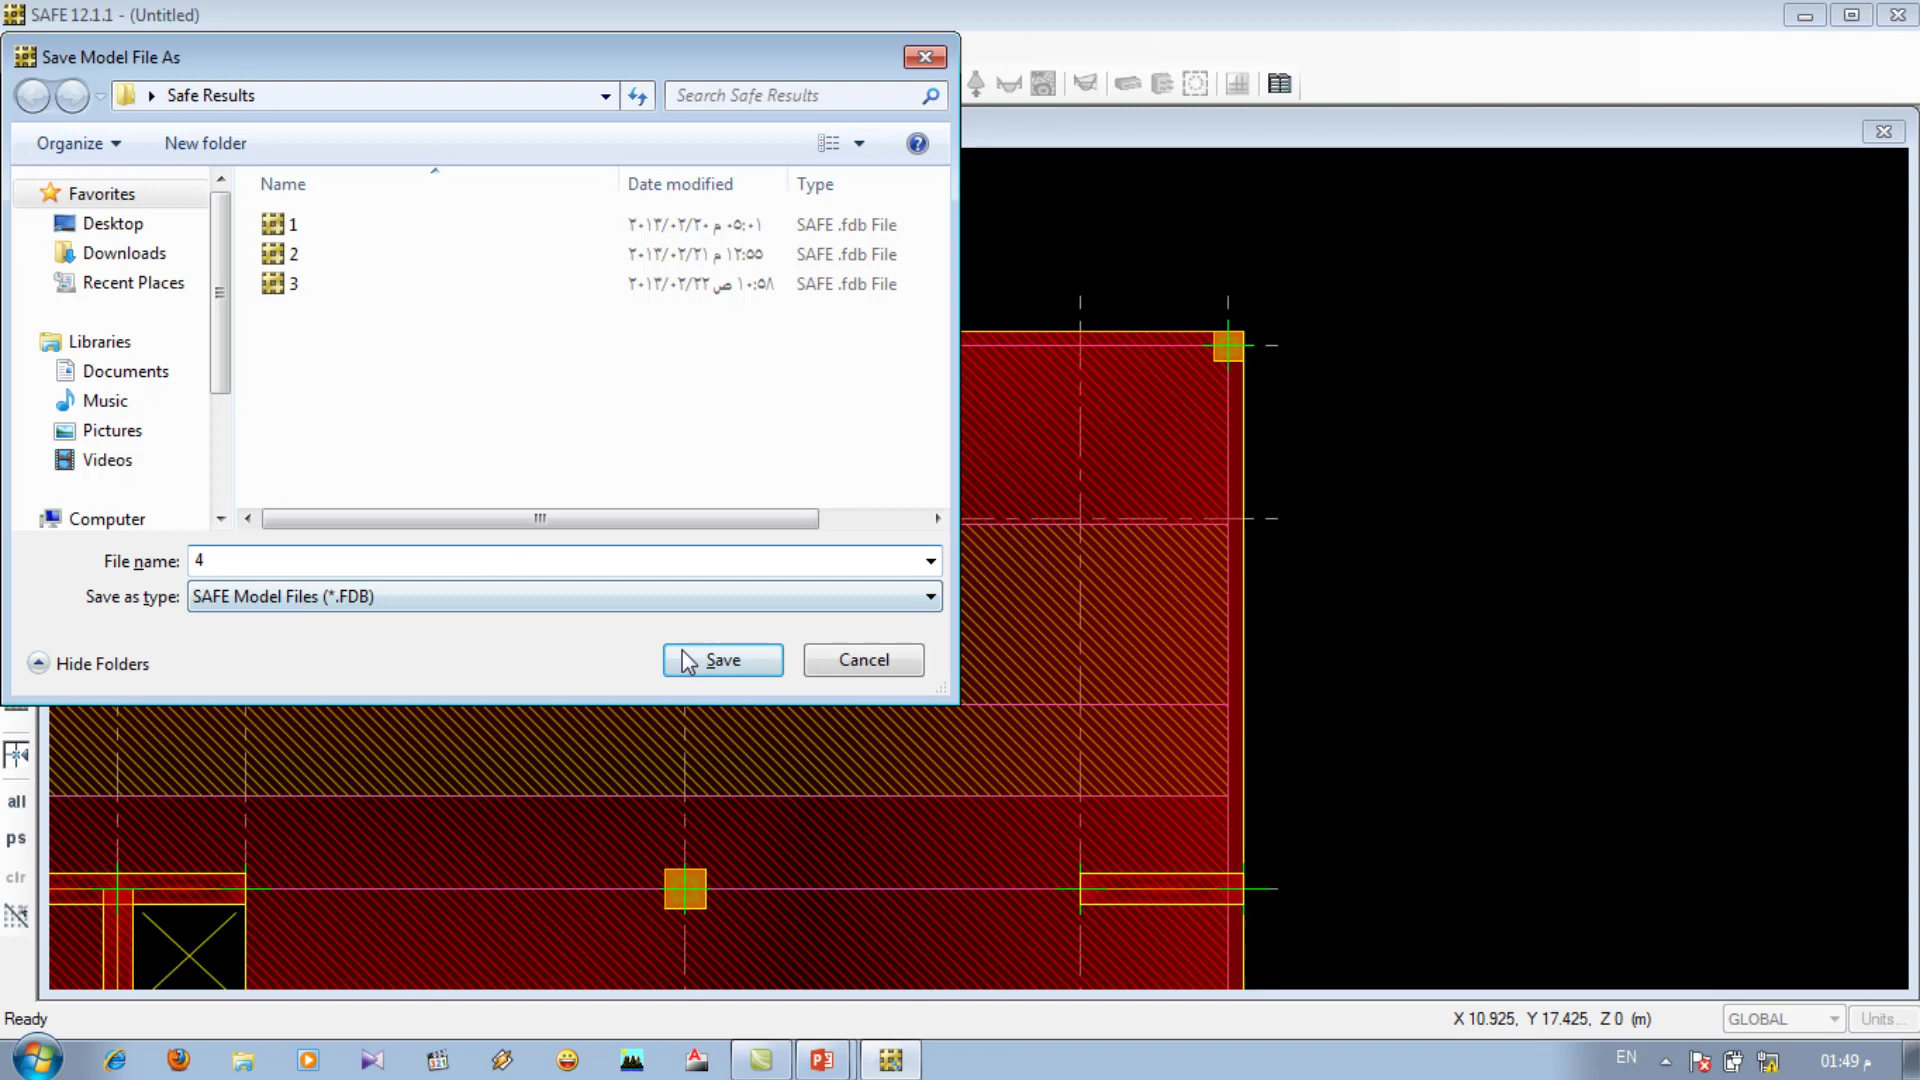 SAFE 12.1.1 - (Untitled)
Save Model File As
Safe Results
Search Safe Results
Organize
New folder
Name
Date modified
Type
1
٢٠١٣/٠٢/٢٠ ٠٥:٠١ م
SAFE .fdb File
2
٢٠١٣/٠٢/٢١ ١٢:٥٥ م
SAFE .fdb File
3
٢٠١٣/٠٢/٢٢ ١٠:٥٨ ص
SAFE .fdb File
Favorites
Desktop
Downloads
Recent Places
Libraries
Documents
Music
Pictures
Videos
Computer
File name: 4
Save as type: SAFE Model Files (*.FDB)
Hide Folders
Save
Cancel
all
ps
clr
Ready
X 10.925, Y 17.425, Z 0 (m)
GLOBAL
Units...
EN
01:49 م